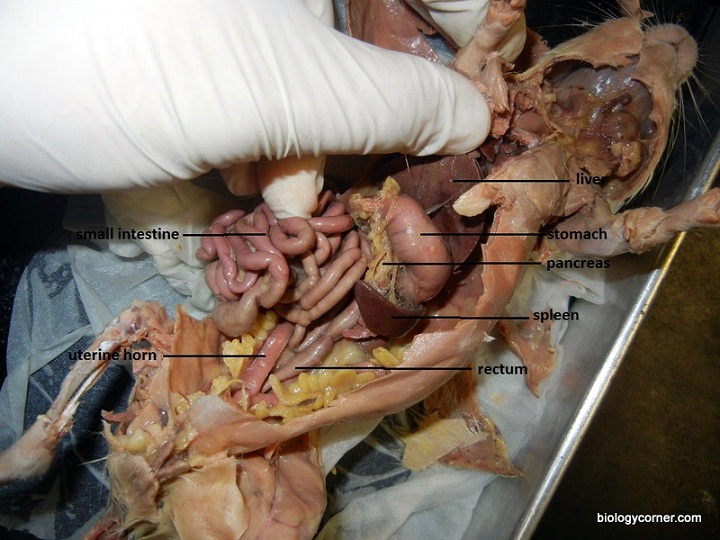 liver
small intestine
stomach
pancreas
spleen
uterine horn
rectum
biologycorner.com